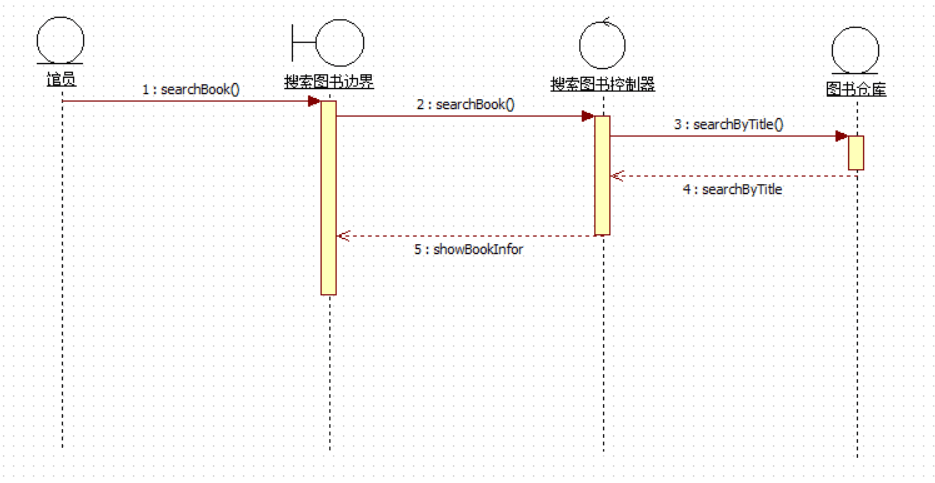 馆员
搜索图书边界
搜索图书控制器
图书仓库
1 : searchBook()
2 : searchBook()
3 : searchByTitle()
4 : searchByTitle
5 : showBookInfor